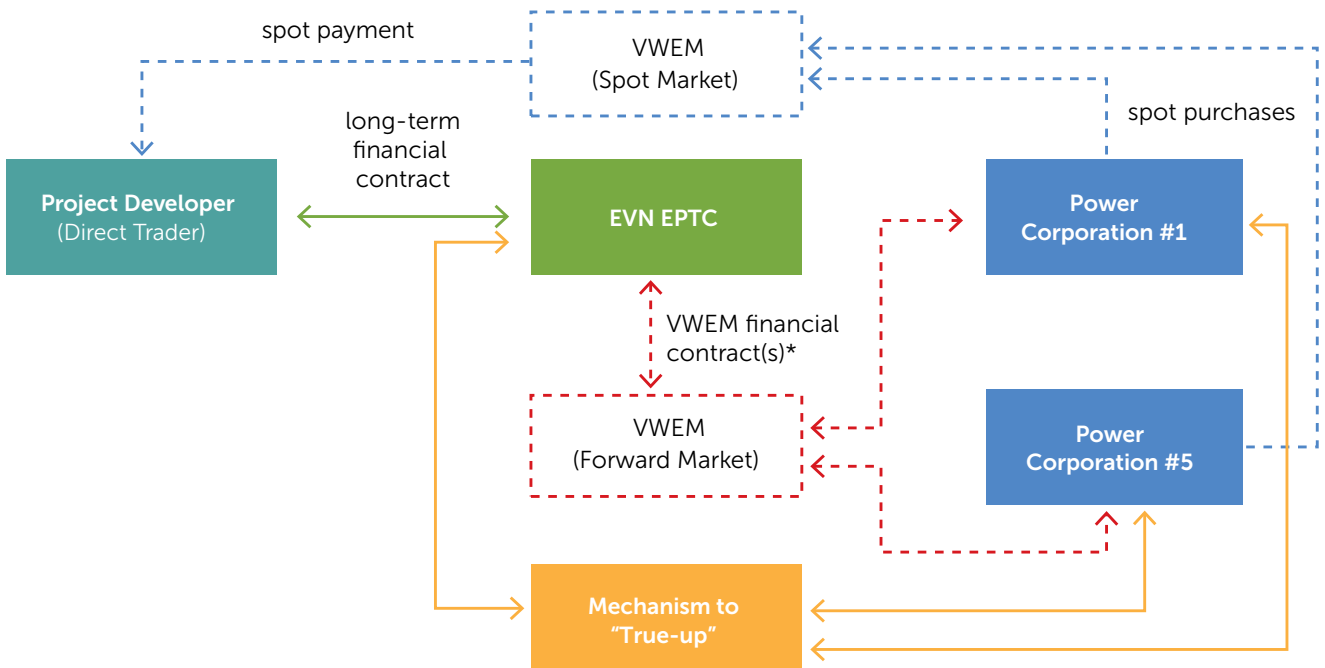 spot payment
VWEM
(Spot Market)
spot purchases
long-term
financial
contract
Project Developer
(Direct Trader)
EVN EPTC
Power
Corporation #1
VWEM financial
contract(s)*
VWEM
(Forward Market)
Power
Corporation #5
Mechanism to
“True-up”